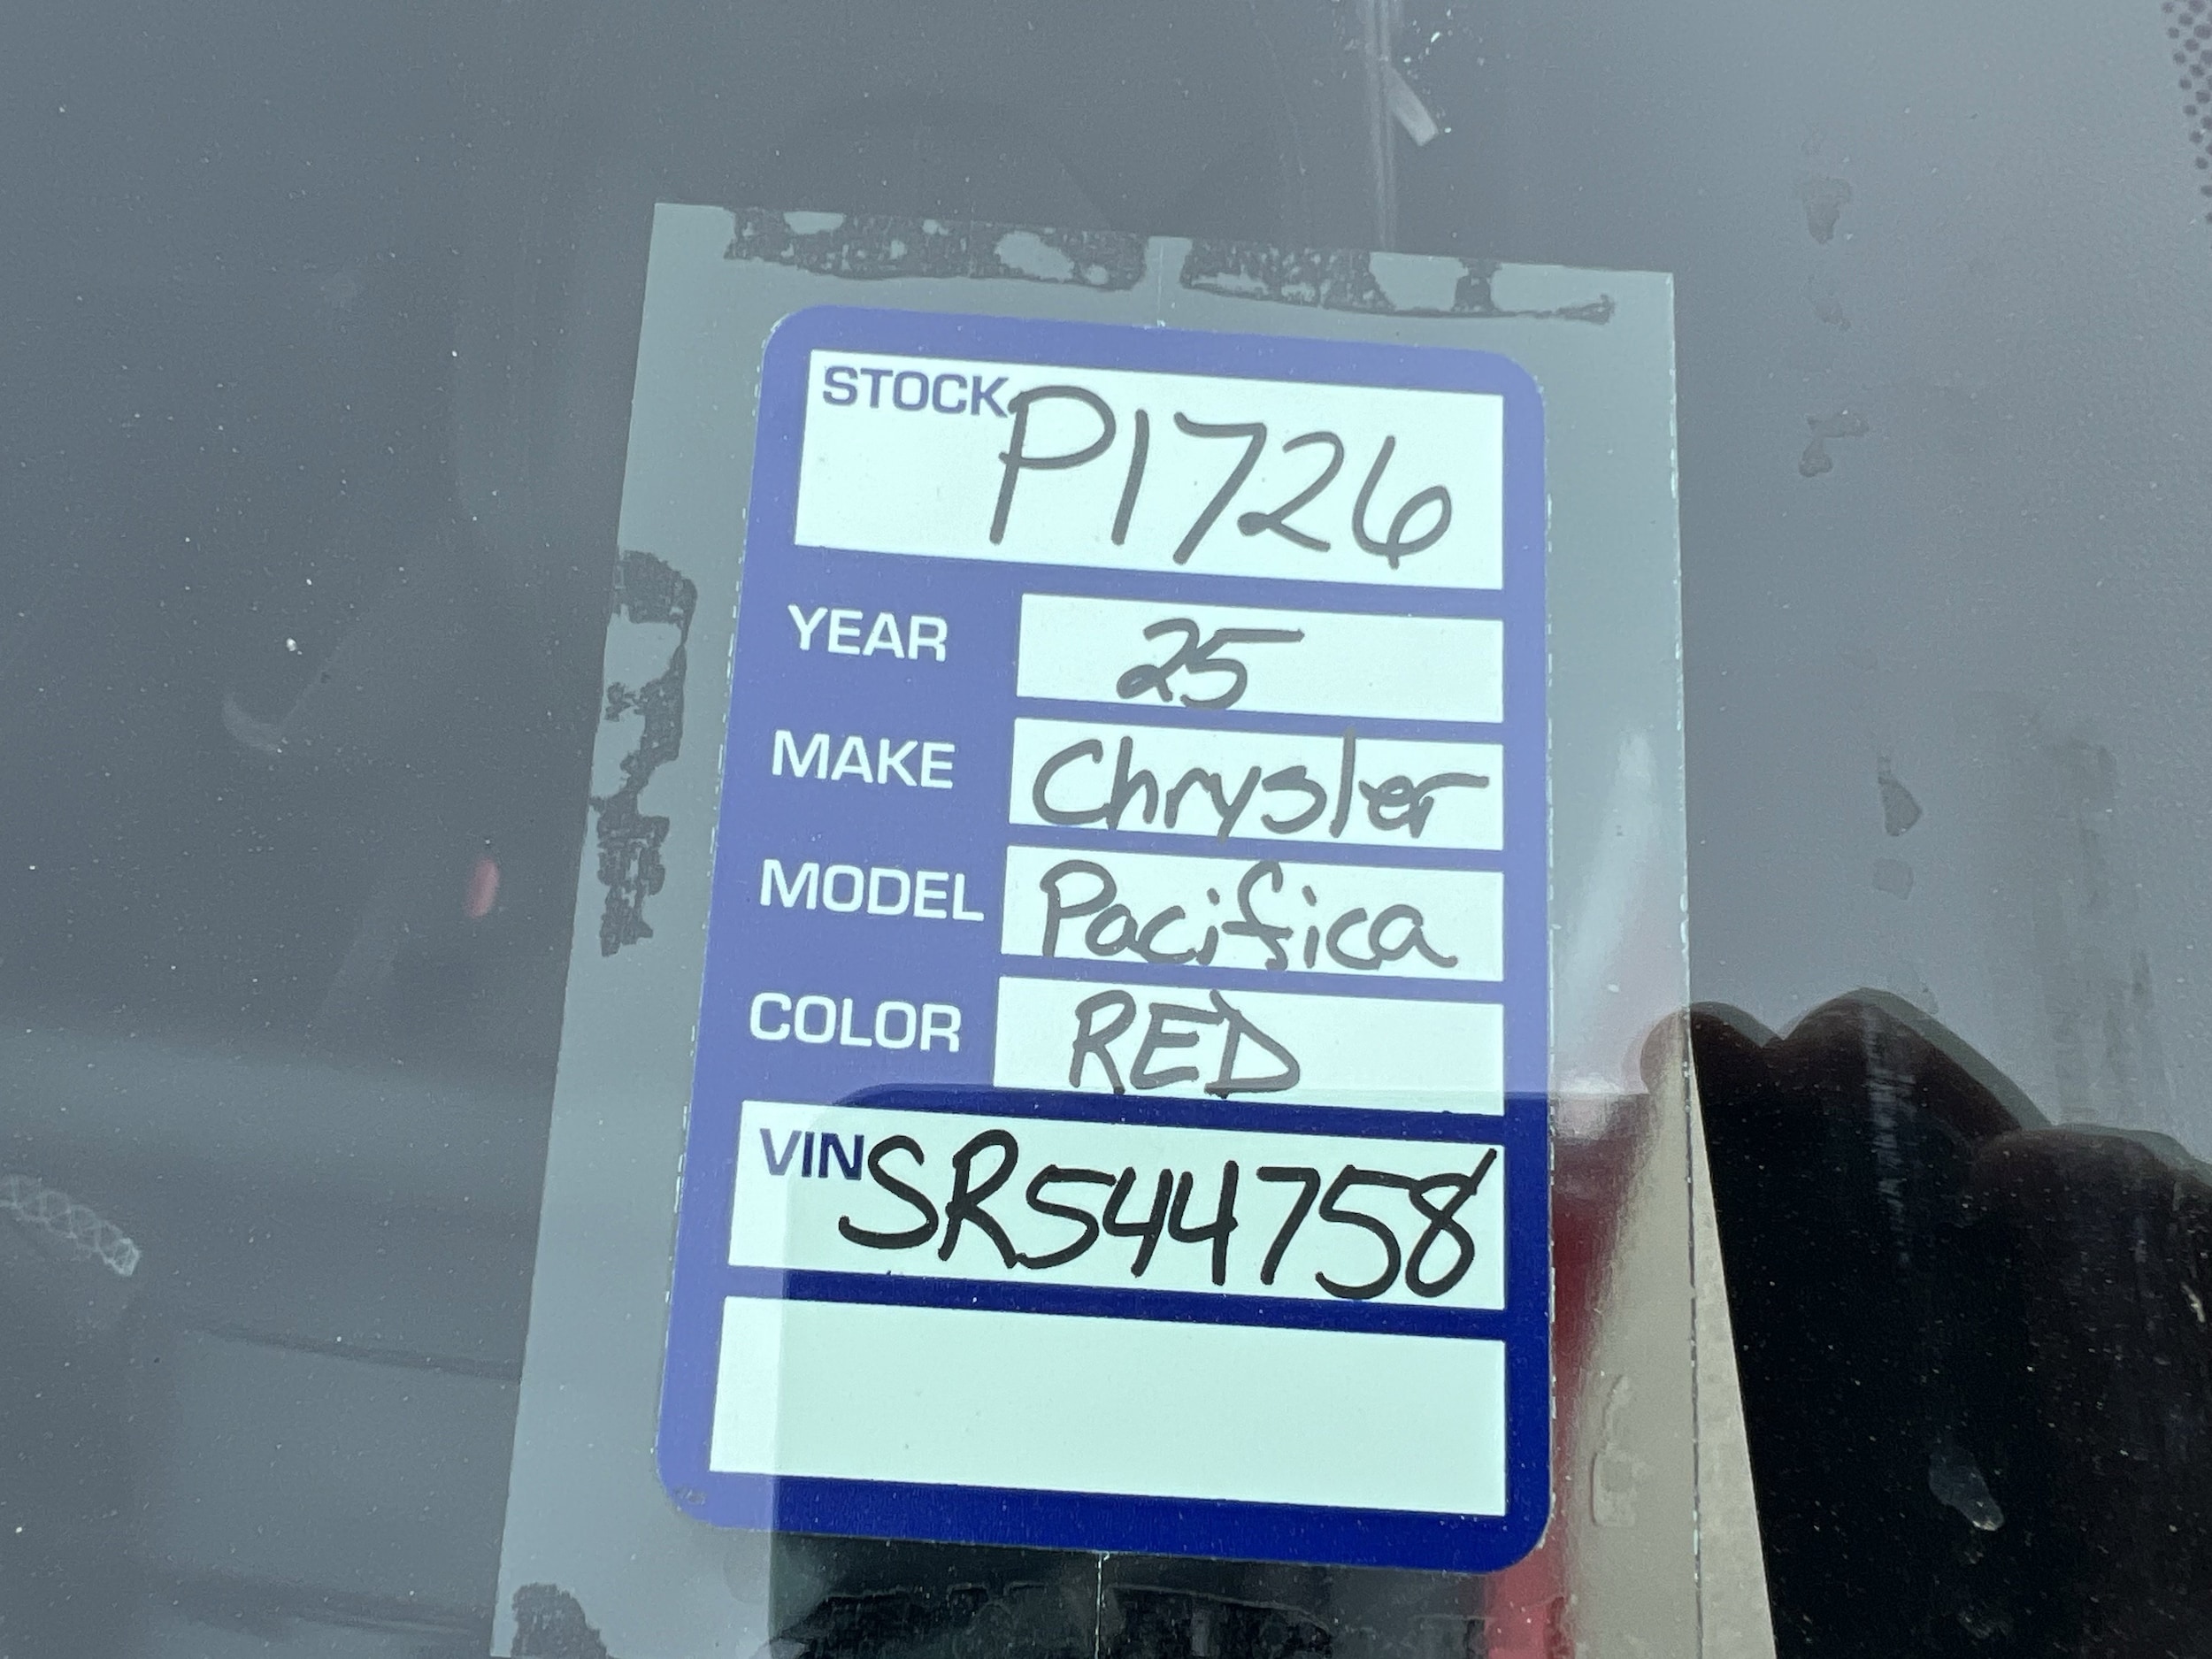 STOCK P1726
YEAR 25
MAKE Chrysler
MODEL Pacifica
COLOR RED
VIN SR544758